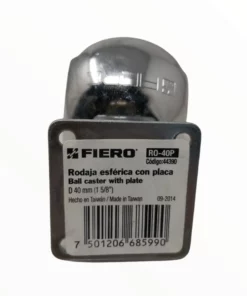 FIERO
RO-40P
Código:44390
Rodaja esférica con placa
Ball caster with plate
D 40 mm (1 5/8")
Hecho en Taiwán / Made in Taiwan
09-2014
7 501206 685990